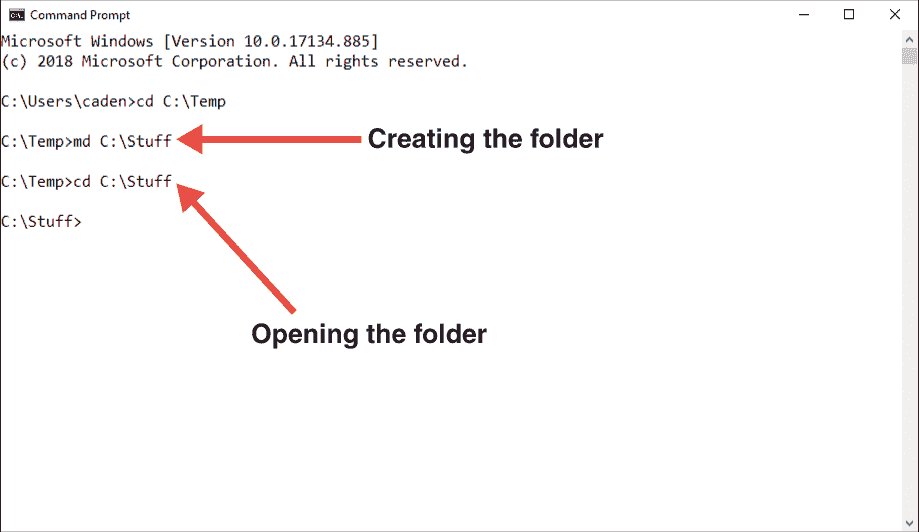 Command Prompt
Microsoft Windows [Version 10.0.17134.885]
(c) 2018 Microsoft Corporation. All rights reserved.
C:\Users\caden>cd C:\Temp
C:\Temp>md C:\Stuff
Creating the folder
C:\Temp>cd C:\Stuff
C:\Stuff>
Opening the folder